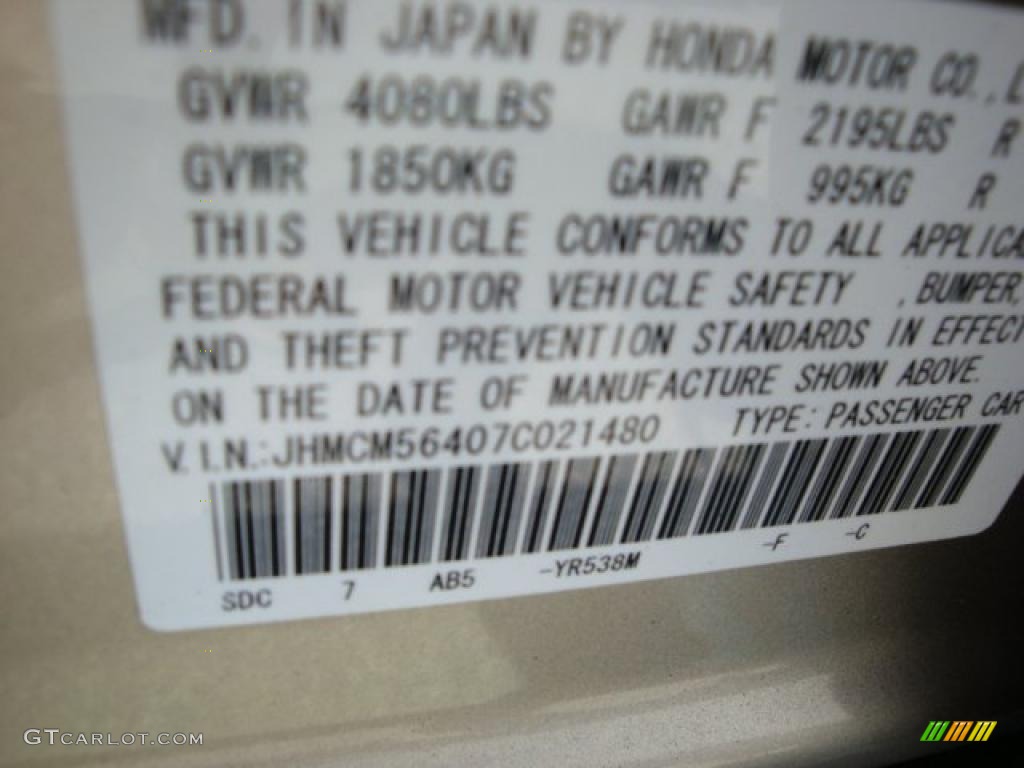 MFD. IN JAPAN BY HONDA MOTOR CO., L
GVWR 4080LBS GAWR F 2195LBS R
GVWR 1850KG GAWR F 995KG R
THIS VEHICLE CONFORMS TO ALL APPLICA
FEDERAL MOTOR VEHICLE SAFETY , BUMPER,
AND THEFT PREVENTION STANDARDS IN EFFECT
ON THE DATE OF MANUFACTURE SHOWN ABOVE.
V.I.N.:JHMCM56407C021480 TYPE: PASSENGER CAR
SDC 7 AB5 -YR538M -F -C
GTCARLOT.COM